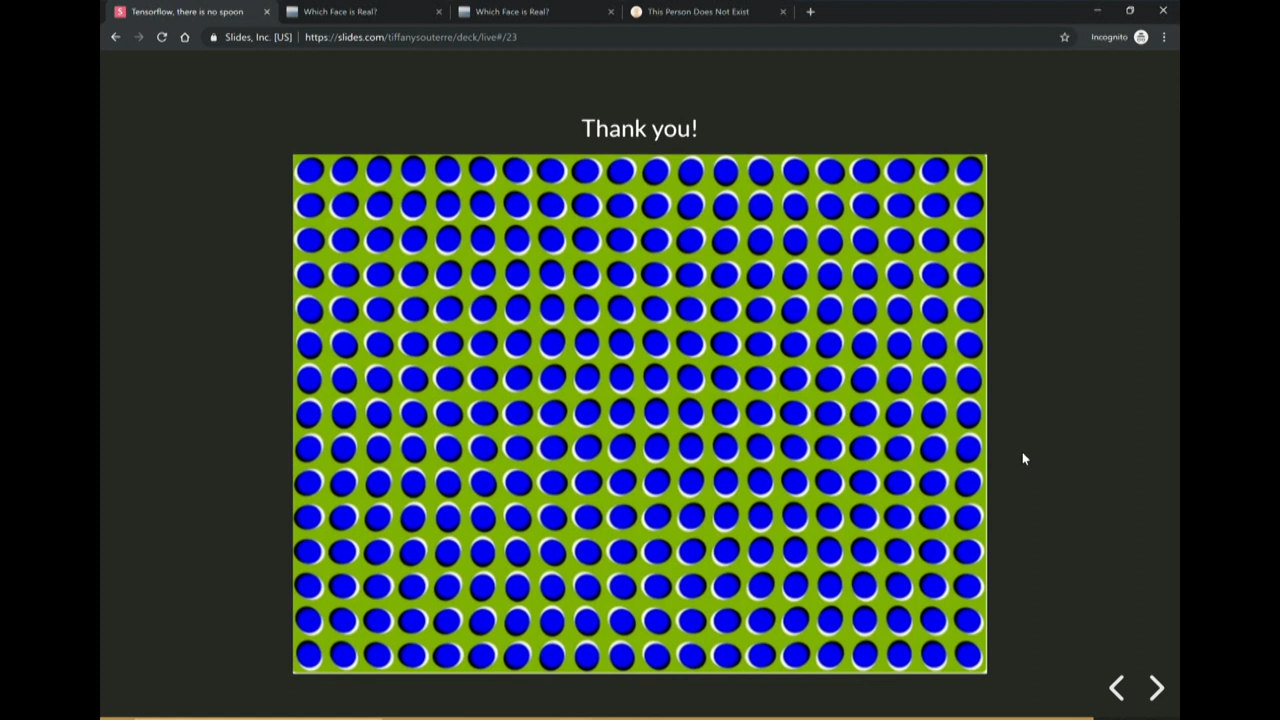 Tensorflow, there is no spoon
Which Face is Real?
Which Face is Real?
This Person Does Not Exist
Slides, Inc. [US]
https://slides.com/tiffanysouterre/deck/live#/23
Incognito
Thank you!